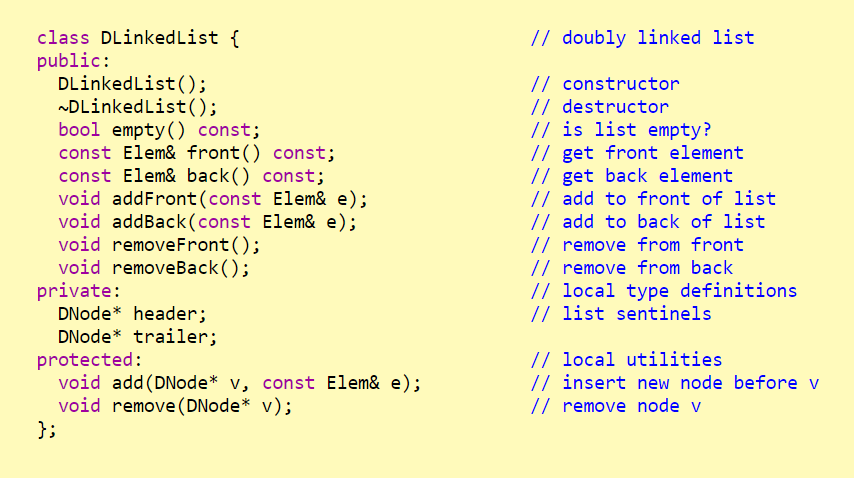 class DLinkedList { // doubly linked list
public:
  DLinkedList(); // constructor
  ~DLinkedList(); // destructor
  bool empty() const; // is list empty?
  const Elem& front() const; // get front element
  const Elem& back() const; // get back element
  void addFront(const Elem& e); // add to front of list
  void addBack(const Elem& e); // add to back of list
  void removeFront(); // remove from front
  void removeBack(); // remove from back
private: // local type definitions
  DNode* header; // list sentinels
  DNode* trailer;
protected: // local utilities
  void add(DNode* v, const Elem& e); // insert new node before v
  void remove(DNode* v); // remove node v
};